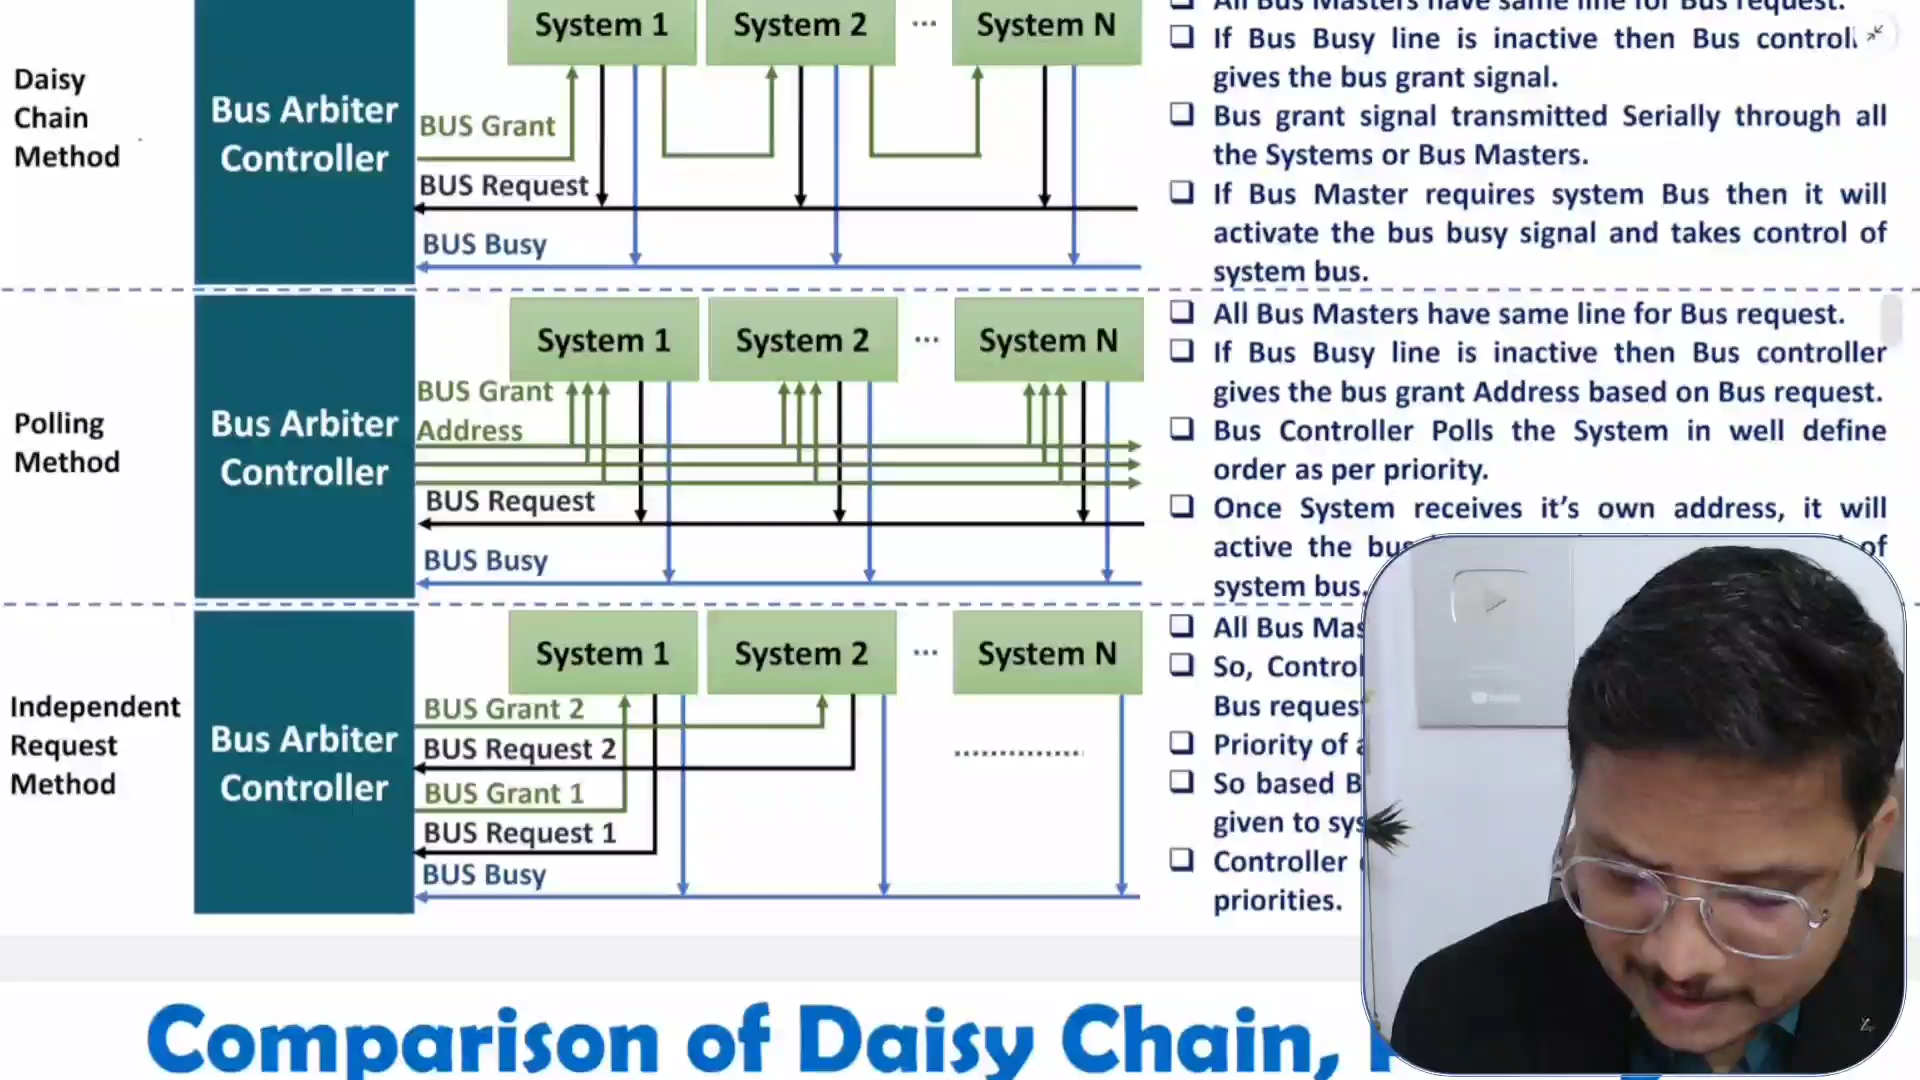 Daisy
Chain
Method
Bus Arbiter
Controller
System 1
System 2
...
System N
BUS Grant
BUS Request
BUS Busy
All Bus Masters have same line for Bus request.
If Bus Busy line is inactive then Bus
gives the bus grant signal.
Bus grant signal transmitted Serially through all
the Systems or Bus Masters.
If Bus Master requires system Bus then it will
activate the bus busy signal and takes control of
system bus.
Polling
Method
Bus Arbiter
Controller
System 1
System 2
...
System N
BUS Grant
Address
BUS Request
BUS Busy
All Bus Masters have same line for Bus request.
If Bus Busy line is inactive then Bus controller
gives the bus grant Address based on Bus request.
Bus Controller Polls the System in well define
order as per priority.
Once System receives it's own address, it will
active the bus of
system bus.
Independent
Request
Method
Bus Arbiter
Controller
System 1
System 2
...
System N
BUS Grant 2
BUS Request 2
BUS Grant 1
BUS Request 1
BUS Busy
All Bus
So,
Bus
Priority of
So based
given to
Controller
priorities.
Comparison of Daisy Chain,